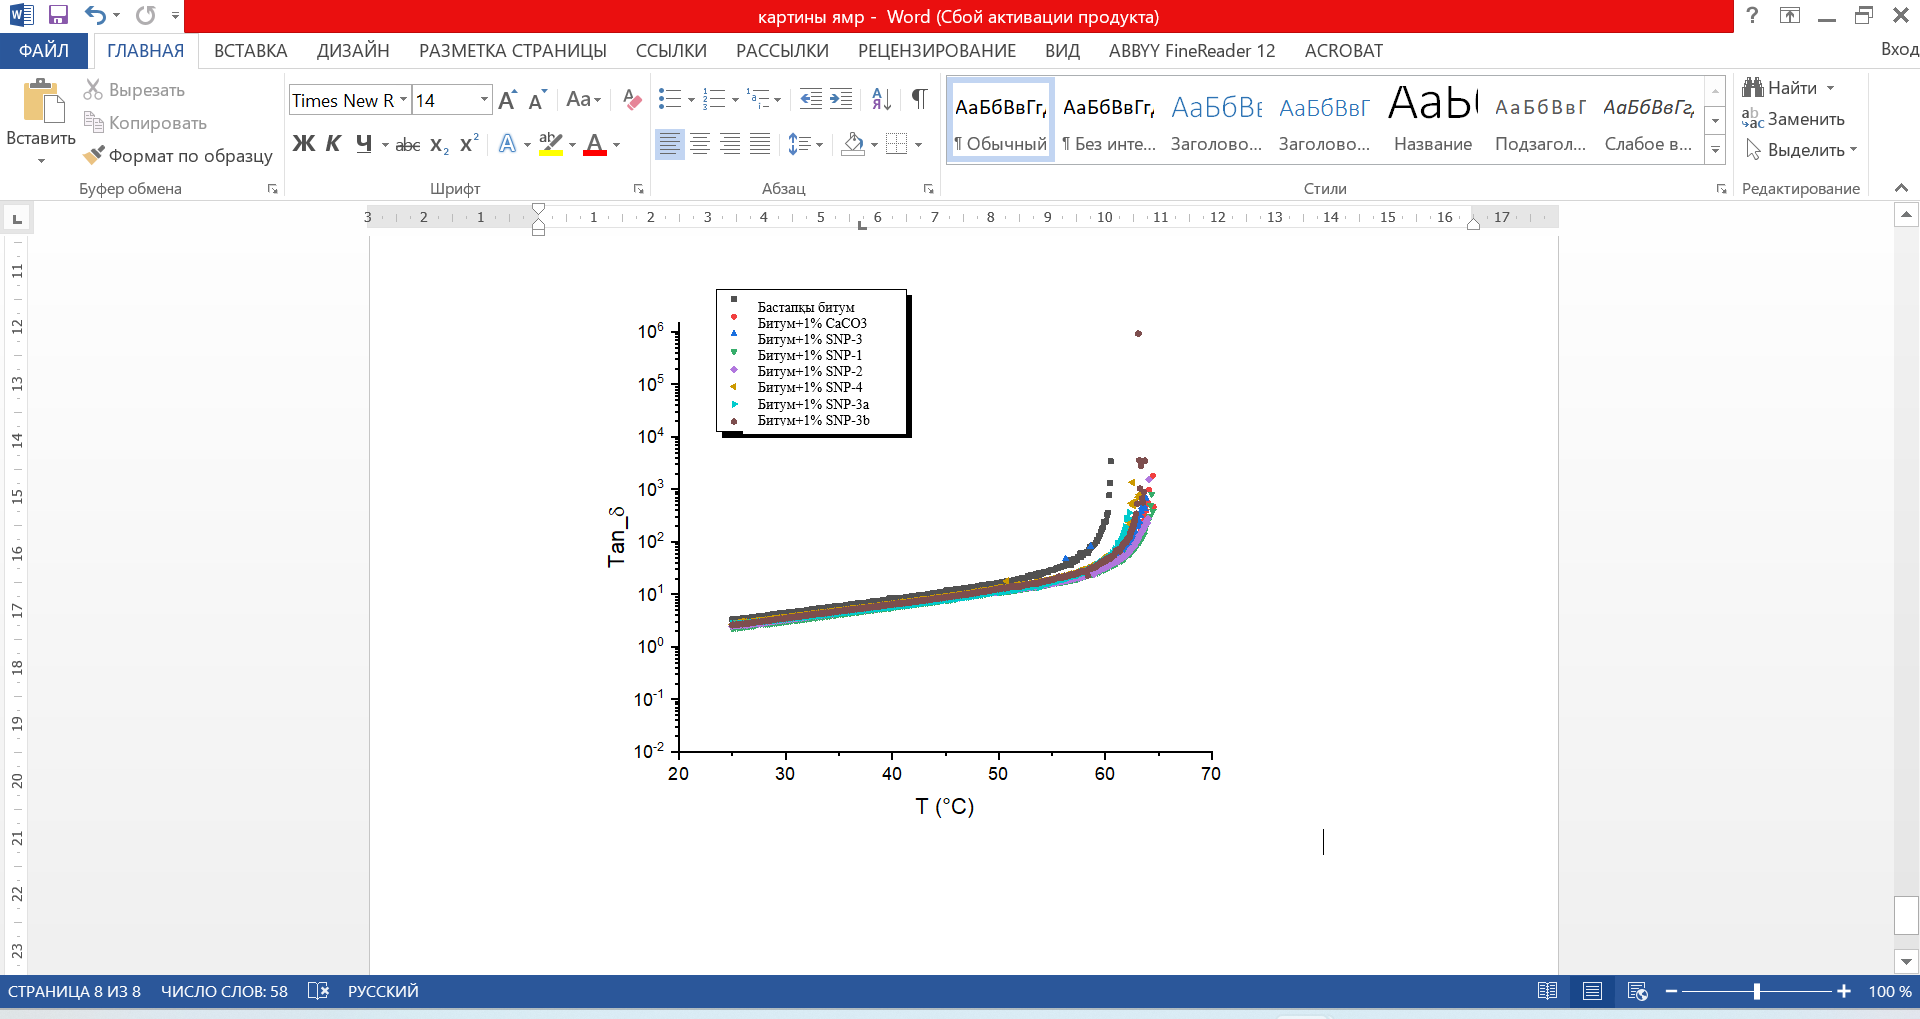 картины ямр - Word (Сбой активации продукта)
ФАЙЛ ГЛАВНАЯ ВСТАВКА ДИЗАЙН РАЗМЕТКА СТРАНИЦЫ ССЫЛКИ РАССЫЛКИ РЕЦЕНЗИРОВАНИЕ ВИД ABBYY FineReader 12 ACROBAT Вход
Вставить
Вырезать
Копировать
Формат по образцу
Буфер обмена
Times New R 14
Ж К Ч abc x₂ x²
Шрифт
Абзац
АаБбВвГг, АаБбВвГг, АаБбВв АаБбВвГ АаЬ АаБбВвГ АаБбВвГг,
¶ Обычный ¶ Без инте... Заголово... Заголово... Название Подзагол... Слабое в...
Стили
Найти
Заменить
Выделить
Редактирование
3 2 1 1 2 3 4 5 6 7 8 9 10 11 12 13 14 15 16 17
11
12
13
14
15
16
17
18
19
20
21
22
23
Бастапқы битум
Битум+1% CaCO3
Битум+1% SNP-3
Битум+1% SNP-1
Битум+1% SNP-2
Битум+1% SNP-4
Битум+1% SNP-3a
Битум+1% SNP-3b
10⁶
10⁵
10⁴
10³
10²
10¹
10⁰
10⁻¹
10⁻²
Tan_δ
20 30 40 50 60 70
T (°C)
СТРАНИЦА 8 ИЗ 8 ЧИСЛО СЛОВ: 58 РУССКИЙ 100 %